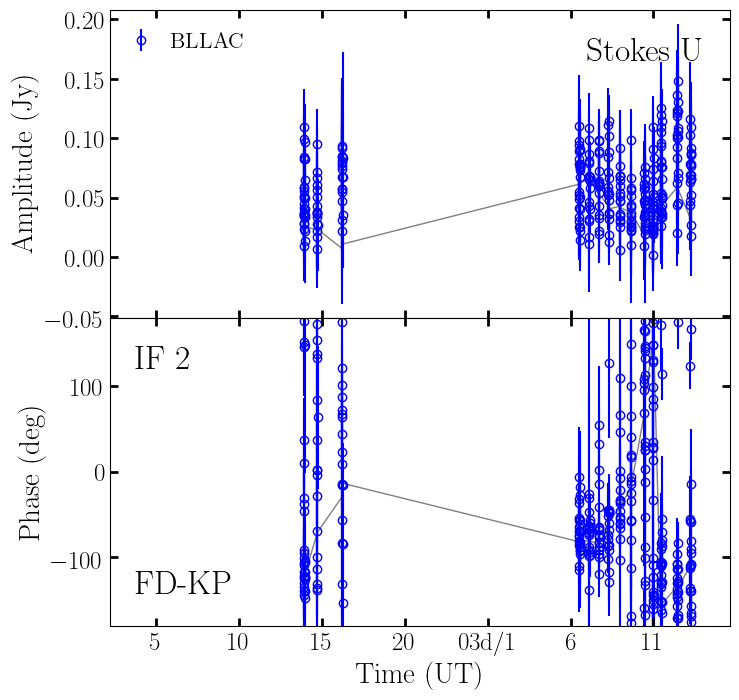 BLLAC
Stokes U
0.20
0.15
0.10
0.05
0.00
−0.05
Amplitude (Jy)
IF 2
100
0
−100
Phase (deg)
FD-KP
5 10 15 20 03d/1 6 11
Time (UT)